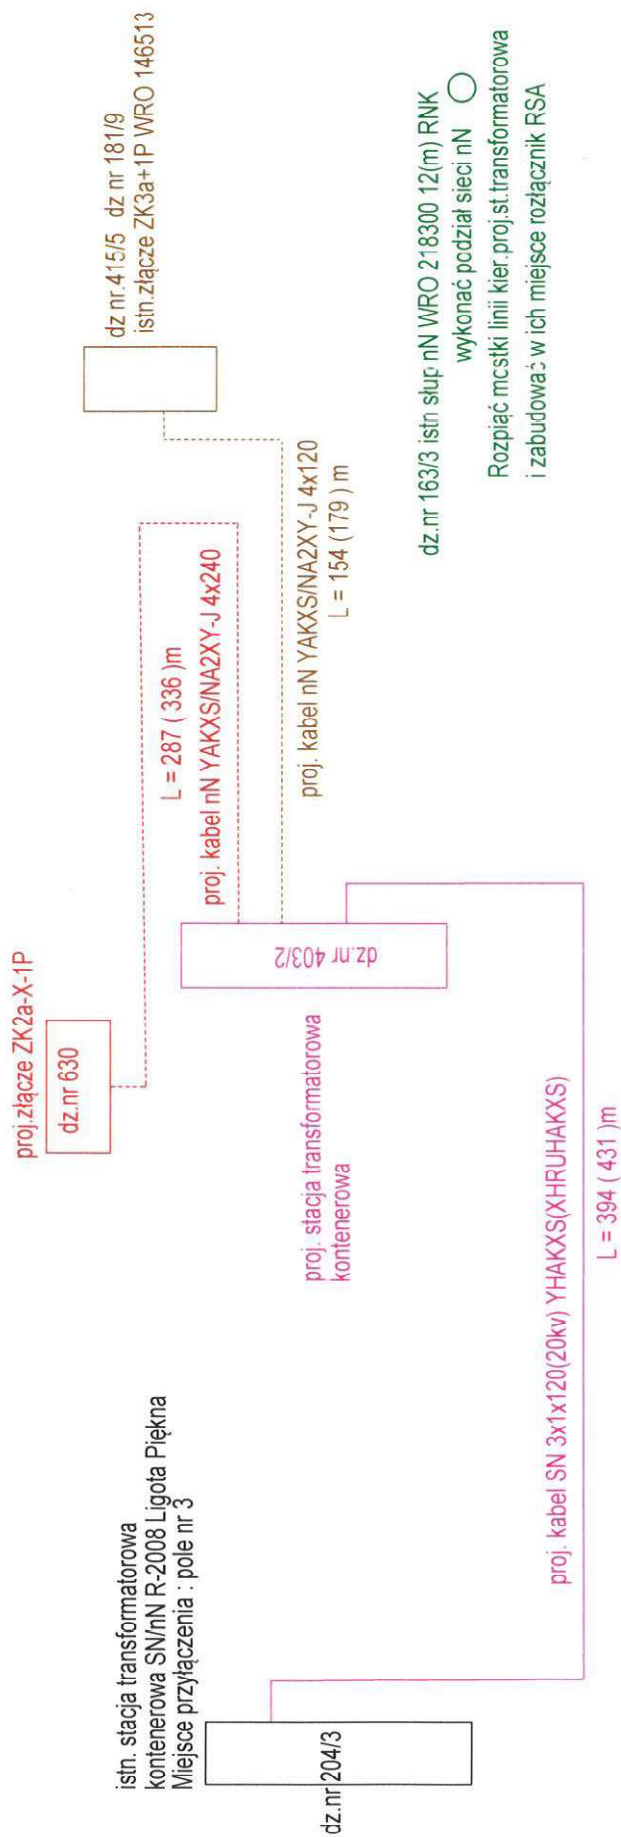 istn. stacja transformatorowa
kontenerowa SN/nN R-2008 Ligota Piękna
Miejsce przyłączenia : pole nr 3
dz.nr 204/3
proj. kabel SN 3x1x120(20kv) YHAKXS(XHRUHAKXS)
L = 394 ( 431 )m
proj. stacja transformatorowa
kontenerowa
dz.nr 403/2
proj.złącze ZK2a-X-1P
dz.nr 630
L = 287 ( 336 )m
proj. kabel nN YAKXS/NA2XY-J 4x240
proj. kabel nN YAKXS/NA2XY-J 4x120
L = 154 (179 ) m
dz nr.415/5 dz nr 181/9
istn.złącze ZK3a+1P WRO 146513
dz.nr 163/3 istn słup nN WRO 218300 12(m) RNK
wykonać podział sieci nN
Rozpiąć mostki linii kier.proj.st.transformatorowa
i zabudować w ich miejsce rozłącznik RSA